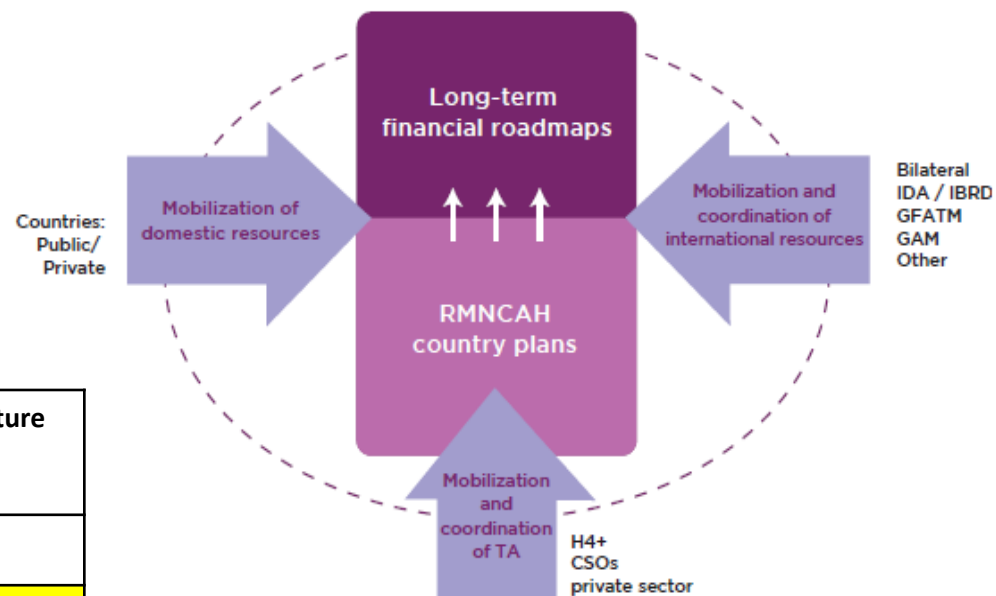 Long-term
financial roadmaps
Mobilization of
domestic resources
Countries:
Public/
Private
Mobilization and
coordination of
international resources
Bilateral
IDA / IBRD
GFATM
GAM
Other
RMNCAH
country plans
ture
Mobilization
and
coordination
of TA
H4+
CSOs
private sector